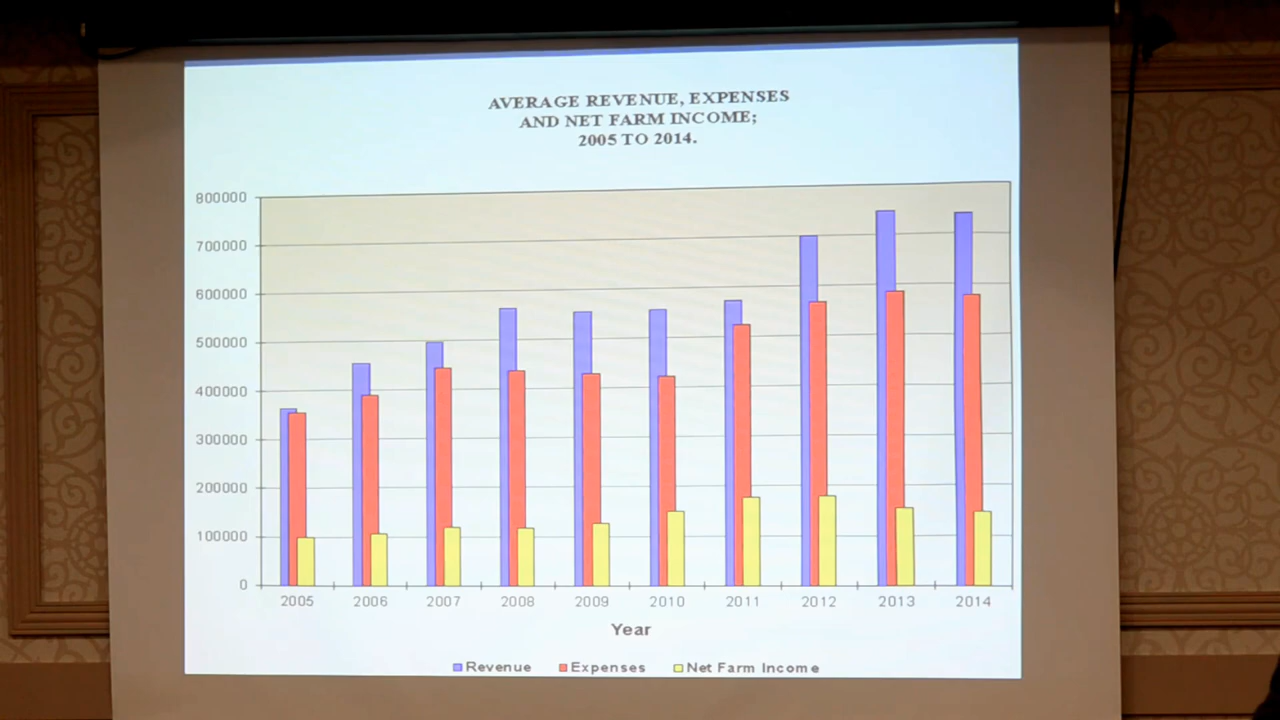 AVERAGE REVENUE, EXPENSES
AND NET FARM INCOME;
2005 TO 2014.
800000
700000
600000
500000
400000
300000
200000
100000
0
2005 2006 2007 2008 2009 2010 2011 2012 2013 2014
Year
Revenue Expenses Net Farm Income